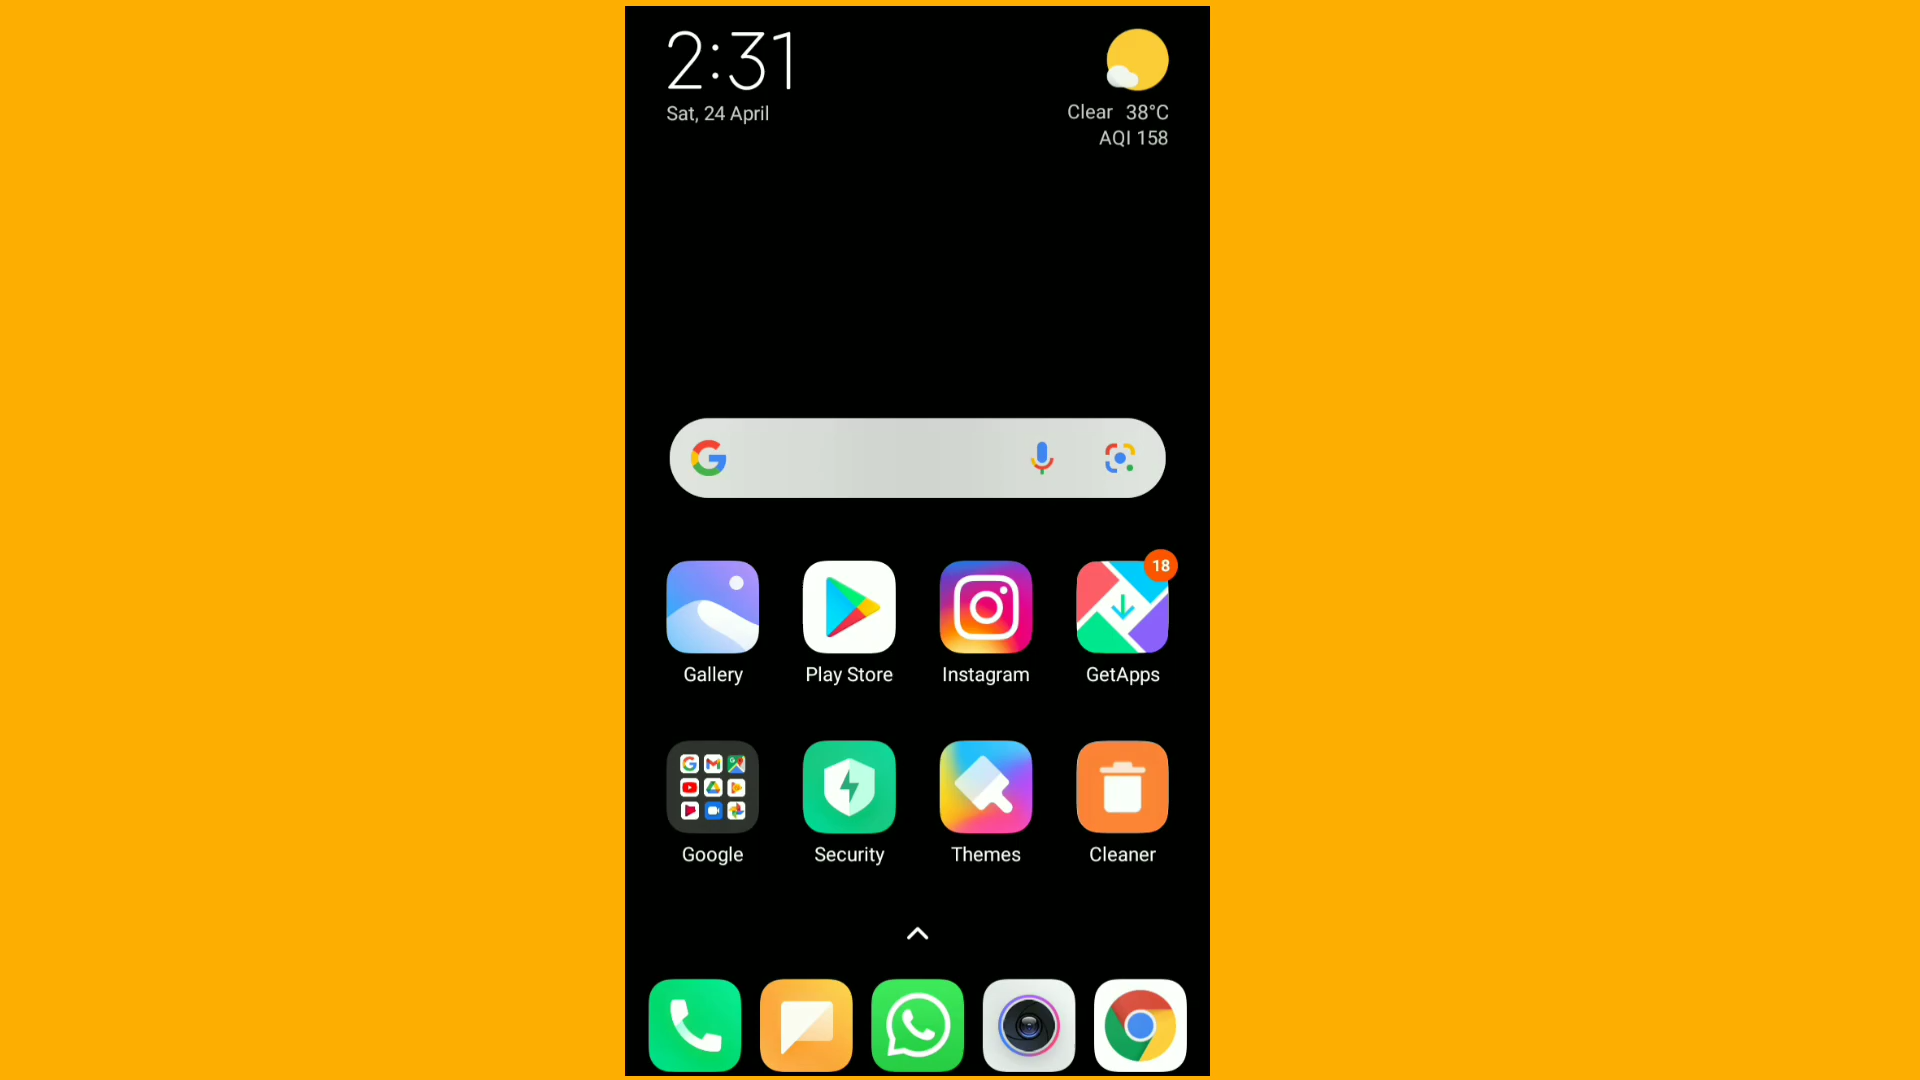 2:31
Sat, 24 April
Clear 38°C
AQI 158
18
Gallery
Play Store
Instagram
GetApps
Google
Security
Themes
Cleaner